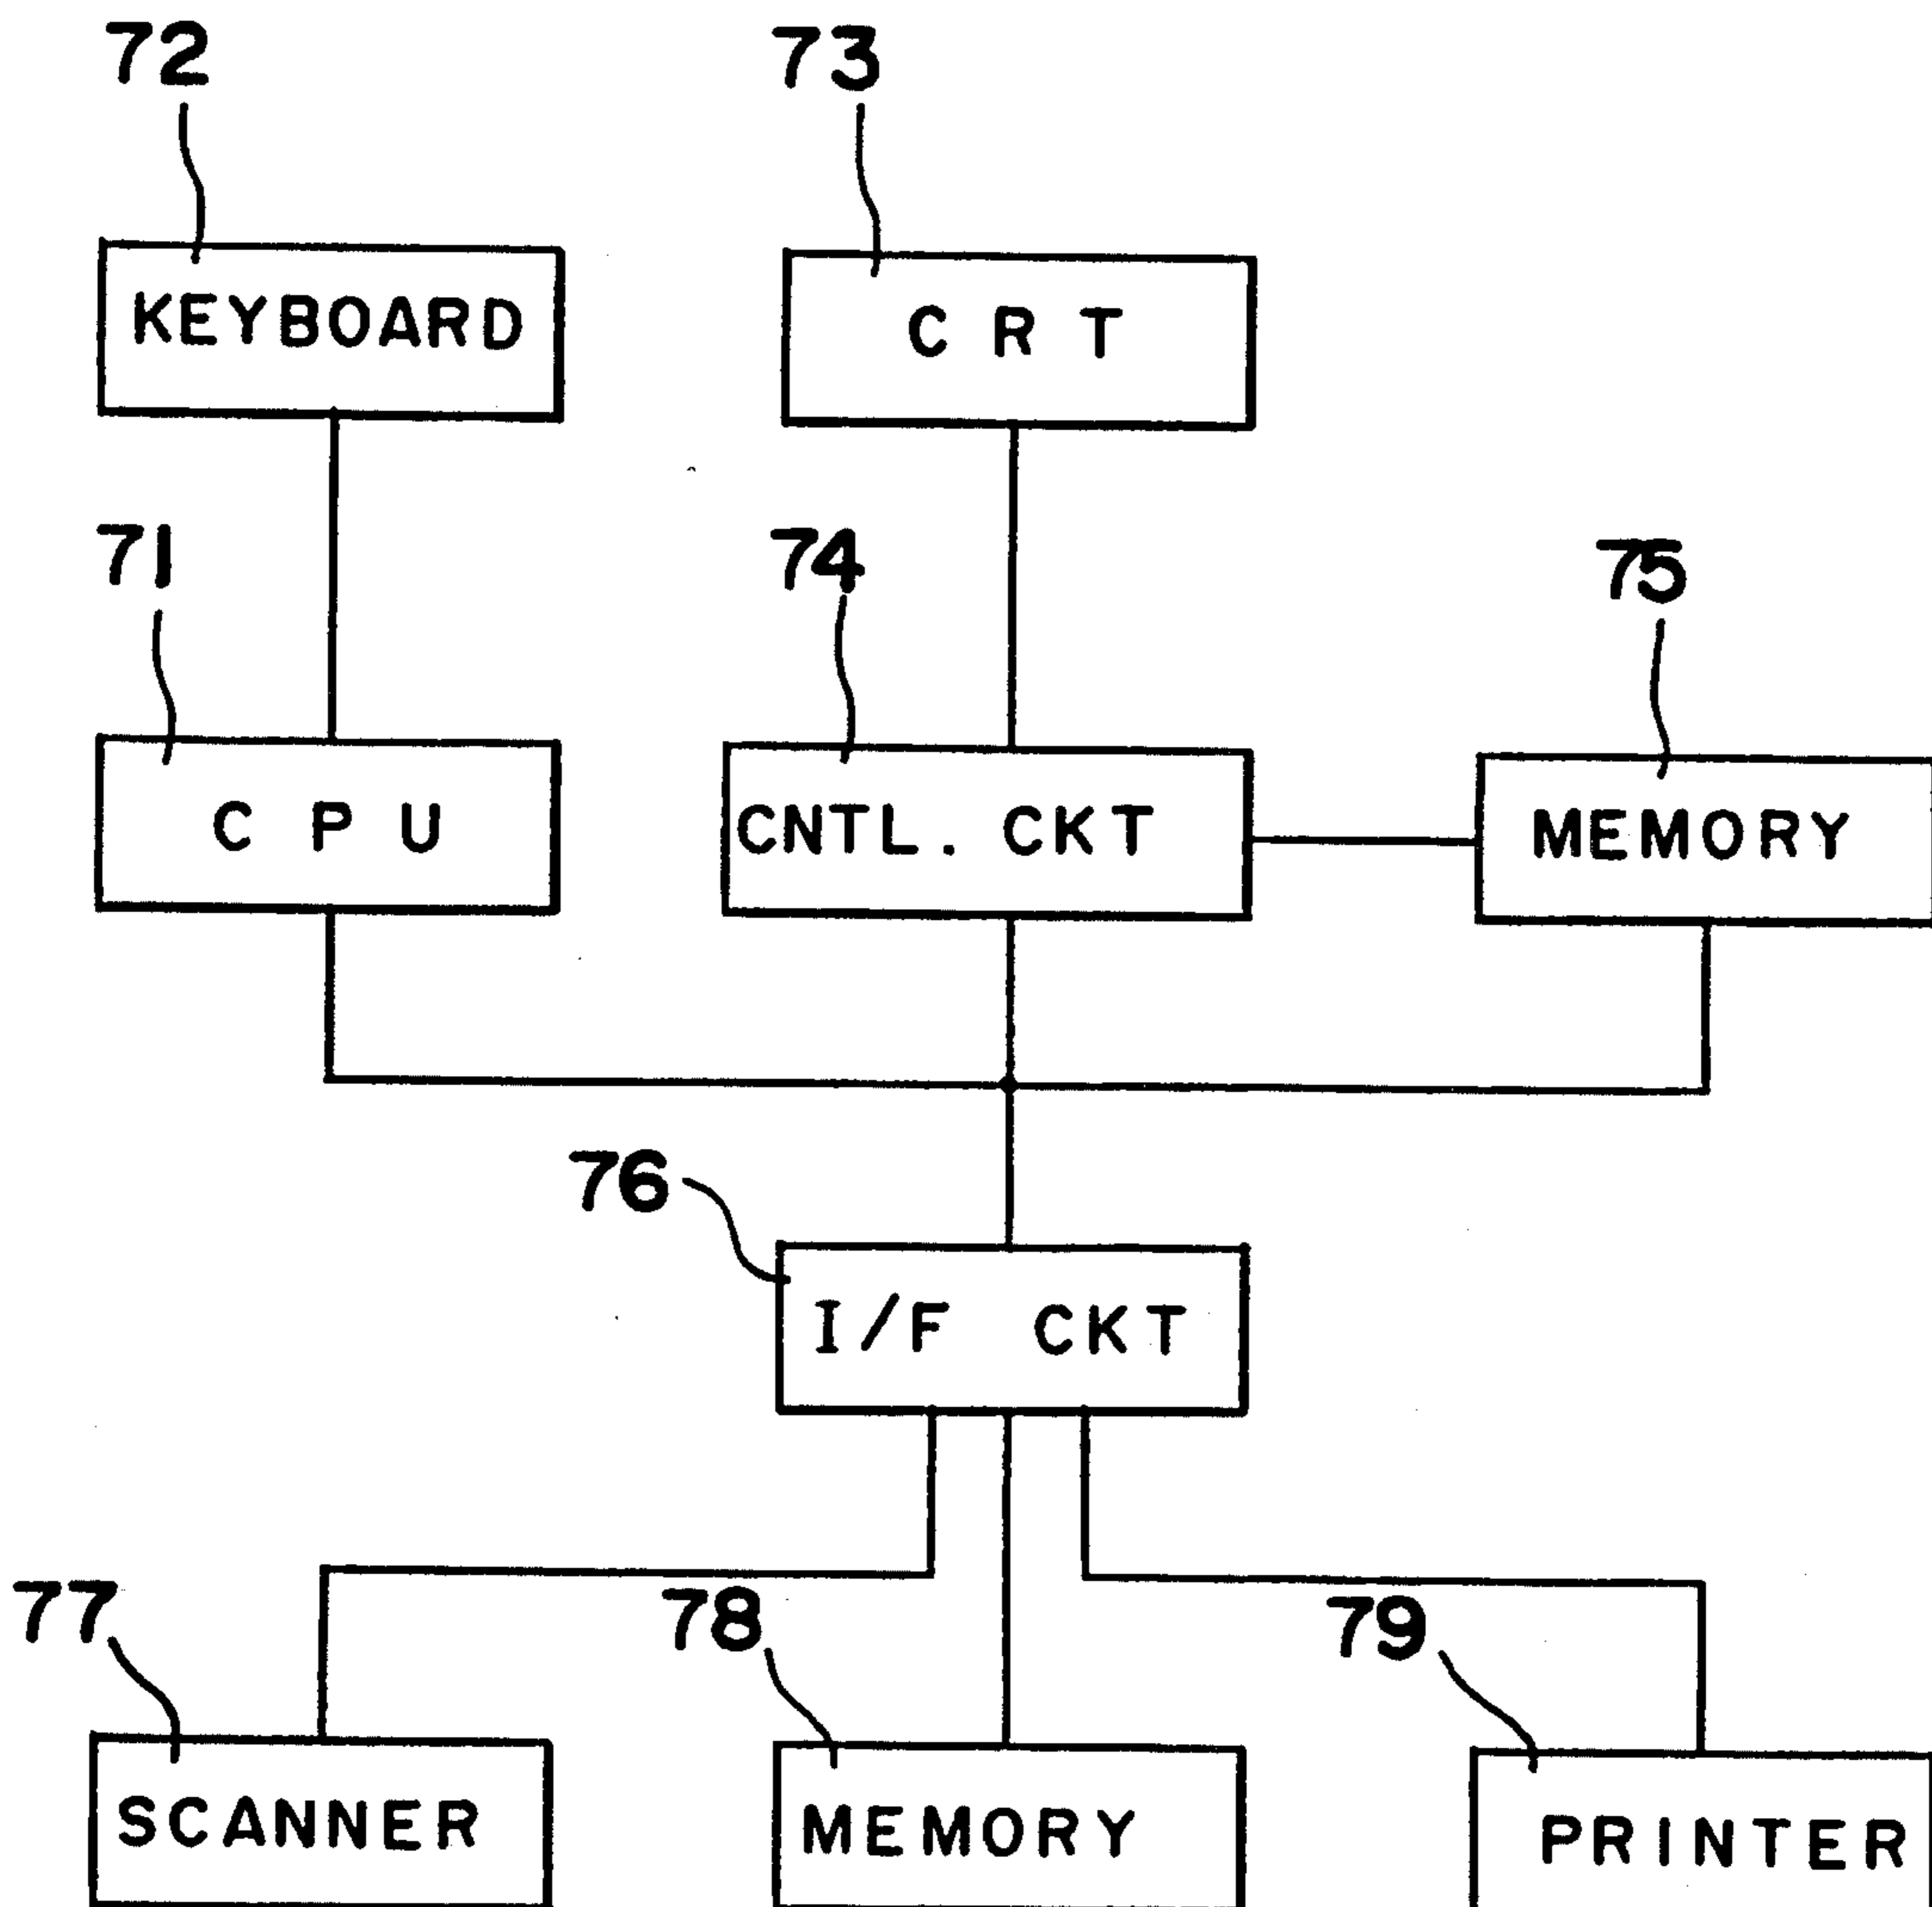 72
73
KEYBOARD
C R T
71
74
75
C P U
CNTL. CKT
MEMORY
76
I/F CKT
77
78
79
SCANNER
MEMORY
PRINTER